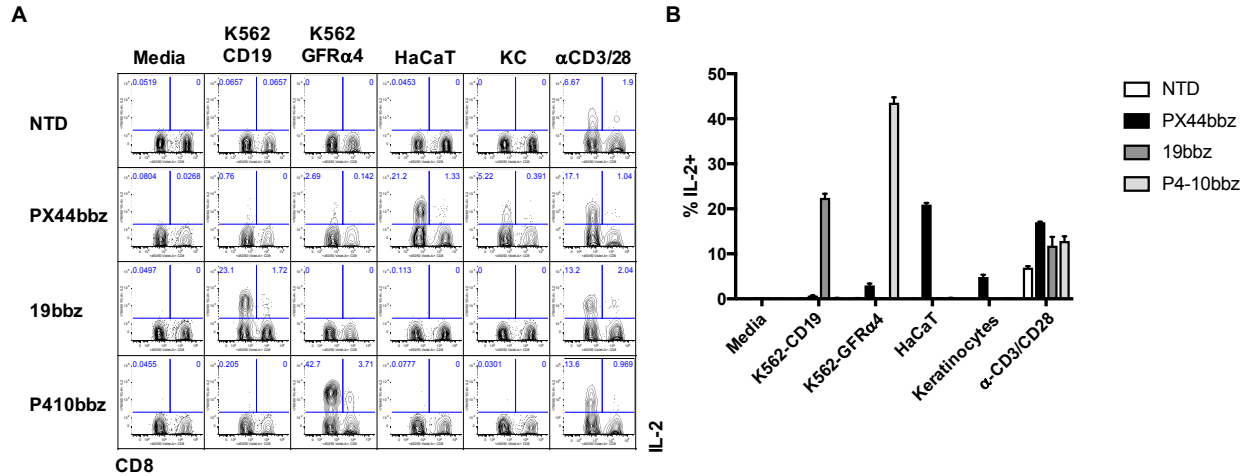 A
Media
K562
CD19
K562
GFRα4
HaCaT
KC
αCD3/28
NTD
0.0519 0
0.0657 0.0657
0 0
0.0453 0
0 0
6.67 1.9
PX44bbz
0.0804 0.0268
0.76 0
2.69 0.142
21.2 1.33
5.22 0.391
17.1 1.04
19bbz
0.0497 0
23.1 1.72
0 0
0.113 0
0 0
13.2 2.04
P410bbz
0.0455 0
0.205 0
42.7 3.71
0.0777 0
0.0301 0
13.6 0.969
IL-2
CD8
B
% IL-2+
50
40
30
20
10
0
Media
K562-CD19
K562-GFRα4
HaCaT
Keratinocytes
α-CD3/CD28
NTD
PX44bbz
19bbz
P4-10bbz